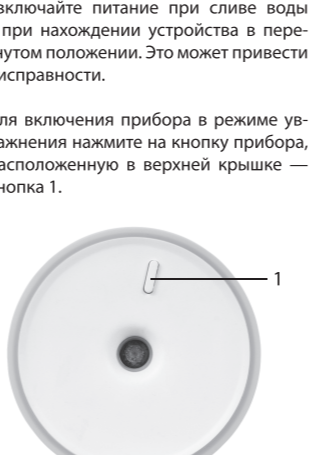 включайте питание при сливе воды
при нахождении устройства в пере-
нутом положении. Это может привести
исправности.
ля включения прибора в режиме ув-
ажнения нажмите на кнопку прибора,
асположенную в верхней крышке —
нопка 1.
1